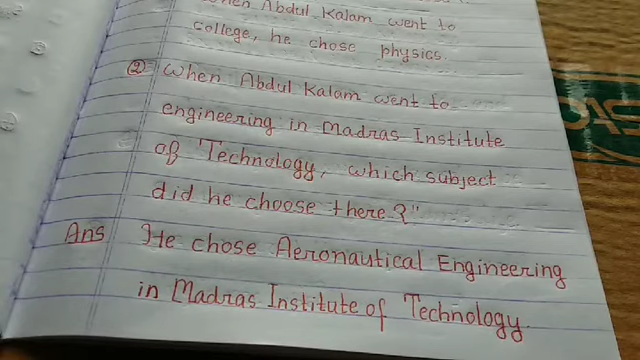 When Abdul Kalam went to
college, he chose physics.
② When Abdul Kalam went to
engineering in Madras Institute
of Technology, which subject
did he choose there?"
Ans He chose Aeronautical Engineering
in Madras Institute of Technology.